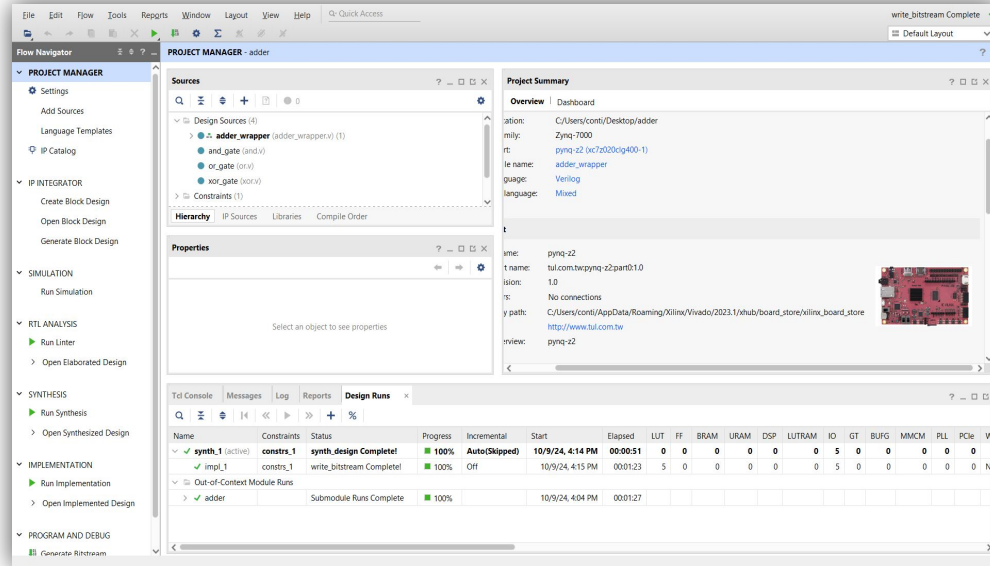 File Edit Flow Tools Reports Window Layout View Help Quick Access write_bitstream Complete
Default Layout
Flow Navigator
PROJECT MANAGER - adder
PROJECT MANAGER
Settings
Add Sources
Language Templates
IP Catalog
IP INTEGRATOR
Create Block Design
Open Block Design
Generate Block Design
SIMULATION
Run Simulation
RTL ANALYSIS
Run Linter
Open Elaborated Design
SYNTHESIS
Run Synthesis
Open Synthesized Design
IMPLEMENTATION
Run Implementation
Open Implemented Design
PROGRAM AND DEBUG
Generate Bitstream
Sources
0
Design Sources (4)
adder_wrapper (adder_wrapper.v) (1)
and_gate (and.v)
or_gate (or.v)
xor_gate (xor.v)
Constraints (1)
Hierarchy IP Sources Libraries Compile Order
Properties
Select an object to see properties
Project Summary
Overview Dashboard
ation: C:/Users/conti/Desktop/adder
mily: Zynq-7000
rt: pynq-z2 (xc7z020clg400-1)
le name: adder_wrapper
guage: Verilog
language: Mixed
t
ame: pynq-z2
t name: tul.com.tw:pynq-z2:part0:1.0
ision: 1.0
rs: No connections
y path: C:/Users/conti/AppData/Roaming/Xilinx/Vivado/2023.1/xhub/board_store/xilinx_board_store
http://www.tul.com.tw
erview: pynq-z2
Tcl Console Messages Log Reports Design Runs
Name Constraints Status Progress Incremental Start Elapsed LUT FF BRAM URAM DSP LUTRAM IO GT BUFG MMCM PLL PCIe W
synth_1 (active) constrs_1 synth_design Complete! 100% Auto(Skipped) 10/9/24, 4:14 PM 00:00:51 0 0 0 0 0 0 5 0 0 0 0 0
impl_1 constrs_1 write_bitstream Complete! 100% Off 10/9/24, 4:15 PM 00:01:23 5 0 0 0 0 0 5 0 0 0 0 0 N
Out-of-Context Module Runs
adder Submodule Runs Complete 100% 10/9/24, 4:04 PM 00:01:27